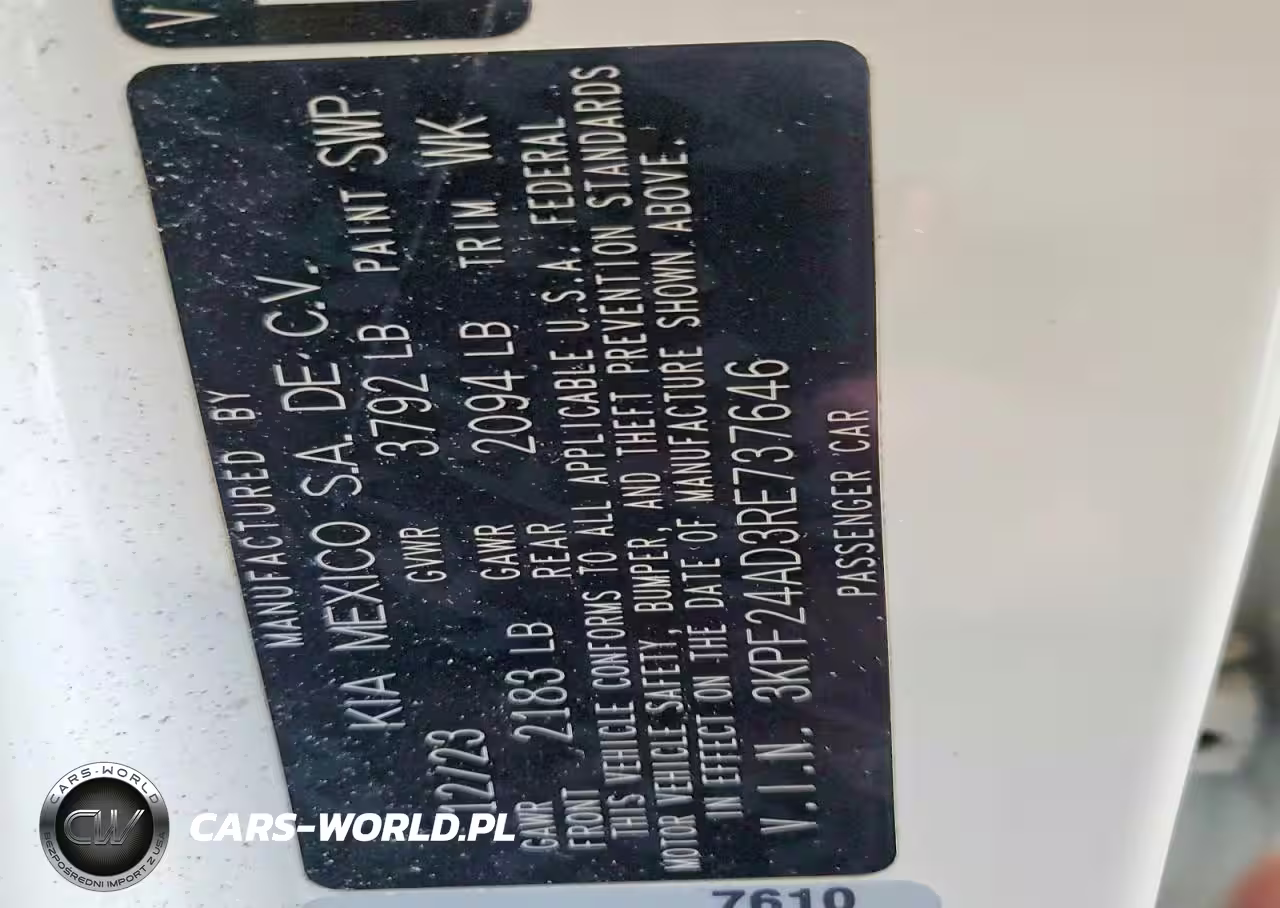 V
MANUFACTURED BY
KIA MEXICO S.A. DE. C.V.
12/23 GVWR 3792 LB PAINT SWP
GAWR FRONT 2183 LB GAWR REAR 2094 LB TRIM WK
THIS VEHICLE CONFORMS TO ALL APPLICABLE U.S.A. FEDERAL
MOTOR VEHICLE SAFETY, BUMPER, AND THEFT PREVENTION STANDARDS
IN EFFECT ON THE DATE OF MANUFACTURE SHOWN ABOVE.
V.I.N. 3KPF24AD3RE737646
PASSENGER CAR
7610
CARS-WORLD
CW
BEZPOŚREDNI IMPORT Z USA
CARS-WORLD.PL